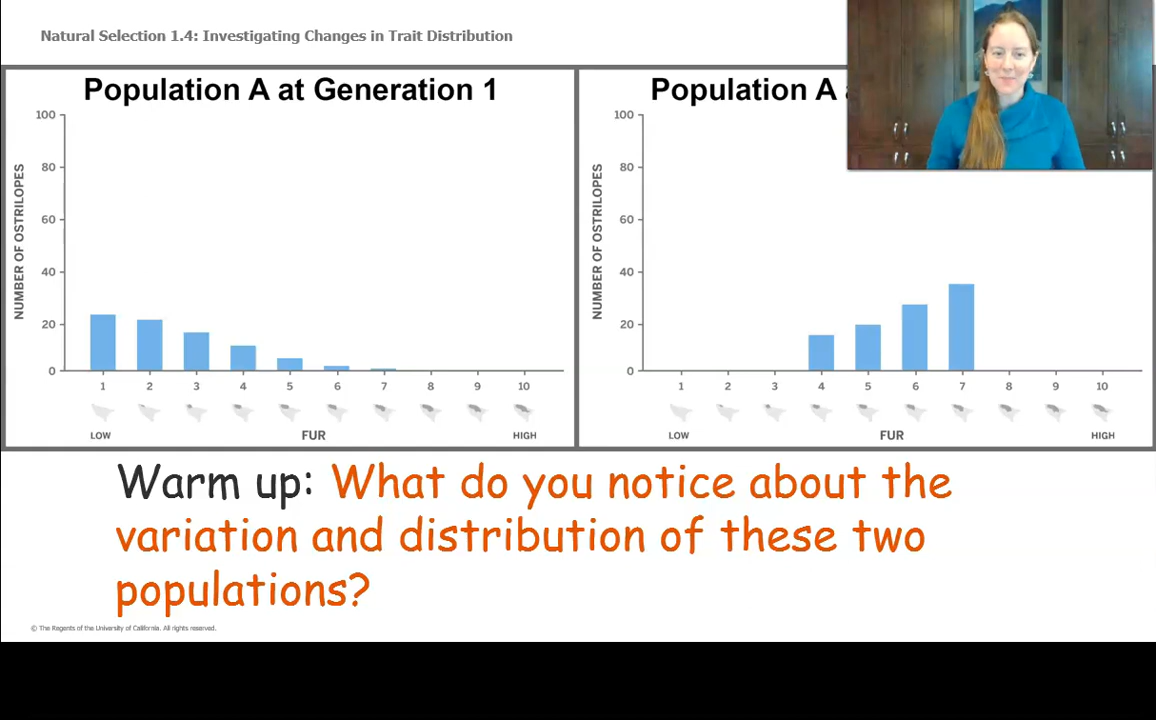 Natural Selection 1.4: Investigating Changes in Trait Distribution
Population A at Generation 1
100
80
60
40
20
0
NUMBER OF OSTRILOPES
1 2 3 4 5 6 7 8 9 10
LOW FUR HIGH
Population A
100
80
60
40
20
0
NUMBER OF OSTRILOPES
1 2 3 4 5 6 7 8 9 10
LOW FUR HIGH
Warm up: What do you notice about the
variation and distribution of these two
populations?
© The Regents of the University of California. All rights reserved.